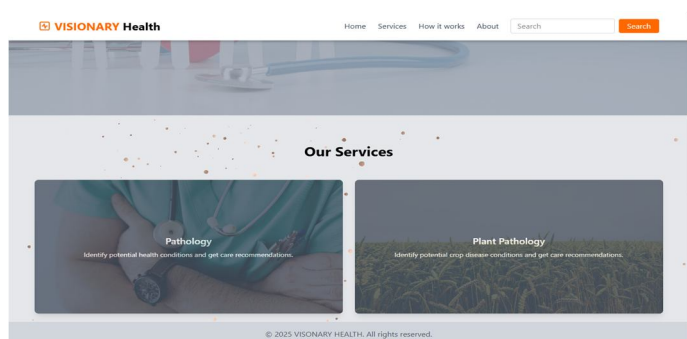 VISIONARY Health
Home Services How it works About Search Search
Our Services
Pathology
Identify potential health conditions and get care recommendations.
Plant Pathology
Identify potential crop disease conditions and get care recommendations.
© 2025 VISONARY HEALTH. All rights reserved.